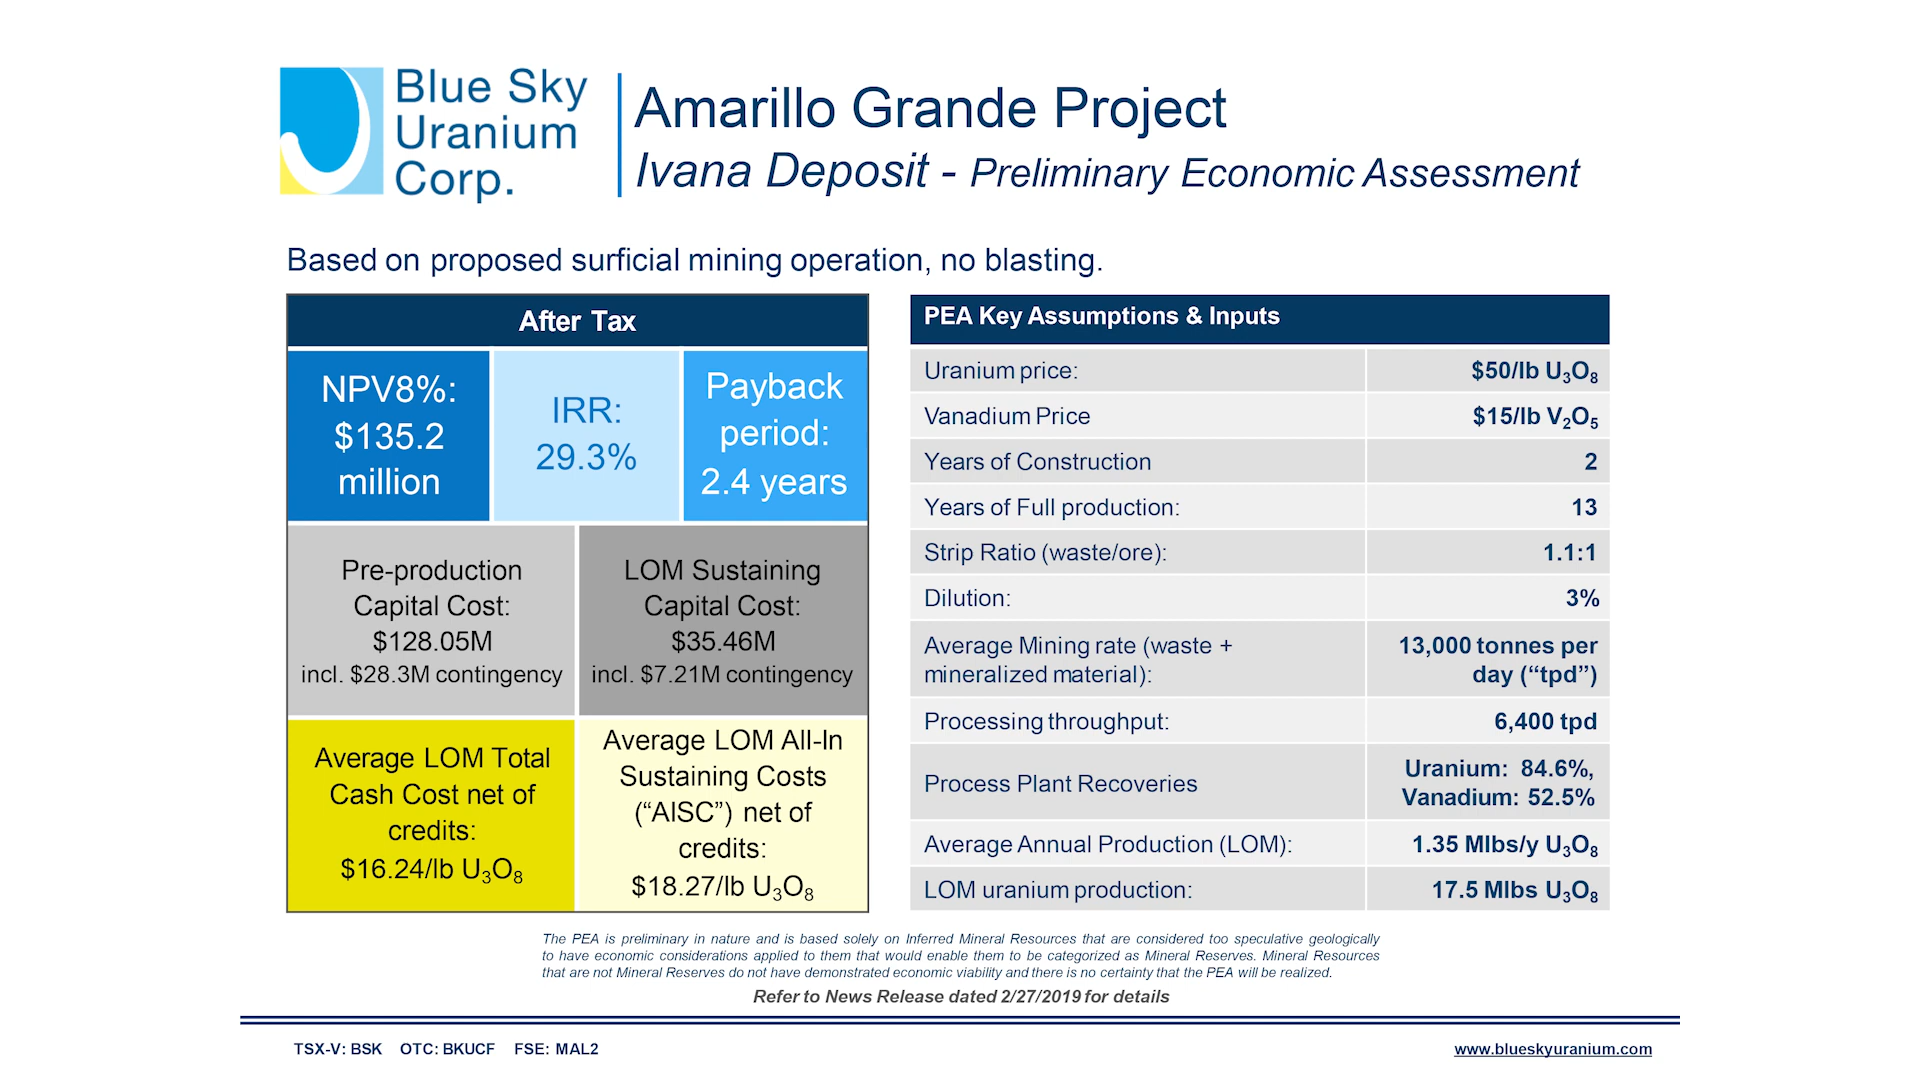 Blue Sky
Uranium
Corp.
Amarillo Grande Project
Ivana Deposit - Preliminary Economic Assessment
Based on proposed surficial mining operation, no blasting.
After Tax
NPV8%:
$135.2
million
IRR:
29.3%
Payback
period:
2.4 years
Pre-production
Capital Cost:
$128.05M
incl. $28.3M contingency
LOM Sustaining
Capital Cost:
$35.46M
incl. $7.21M contingency
Average LOM Total
Cash Cost net of
credits:
$16.24/lb U₃O₈
Average LOM All-In
Sustaining Costs
(“AISC”) net of
credits:
$18.27/lb U₃O₈
PEA Key Assumptions & Inputs
Uranium price: $50/lb U₃O₈
Vanadium Price $15/lb V₂O₅
Years of Construction 2
Years of Full production: 13
Strip Ratio (waste/ore): 1.1:1
Dilution: 3%
Average Mining rate (waste +
mineralized material):
13,000 tonnes per
day (“tpd”)
Processing throughput: 6,400 tpd
Process Plant Recoveries
Uranium: 84.6%,
Vanadium: 52.5%
Average Annual Production (LOM): 1.35 Mlbs/y U₃O₈
LOM uranium production: 17.5 Mlbs U₃O₈
The PEA is preliminary in nature and is based solely on Inferred Mineral Resources that are considered too speculative geologically
to have economic considerations applied to them that would enable them to be categorized as Mineral Reserves. Mineral Resources
that are not Mineral Reserves do not have demonstrated economic viability and there is no certainty that the PEA will be realized.
Refer to News Release dated 2/27/2019 for details
TSX-V: BSK OTC: BKUCF FSE: MAL2
www.blueskyuranium.com